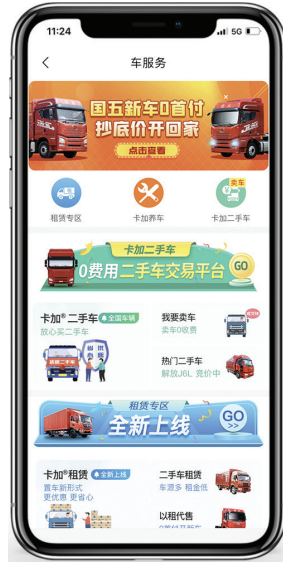 11:24
5G
车服务
国五新车0首付
抄底价开回家
点击查看
卖车
租赁专区
卡加养车
卡加二手车
卡加二手车
0费用二手车交易平台
GO
卡加®二手车 全国车辆
放心买二手车
我要卖车
卖车0收费
热门二手车
解放J6L 竞价中
租赁专区
全新上线
GO
>>
卡加®租赁 全新上线
置车新形式
更优惠 更省心
二手车租赁
车源多 租金低
以租代售